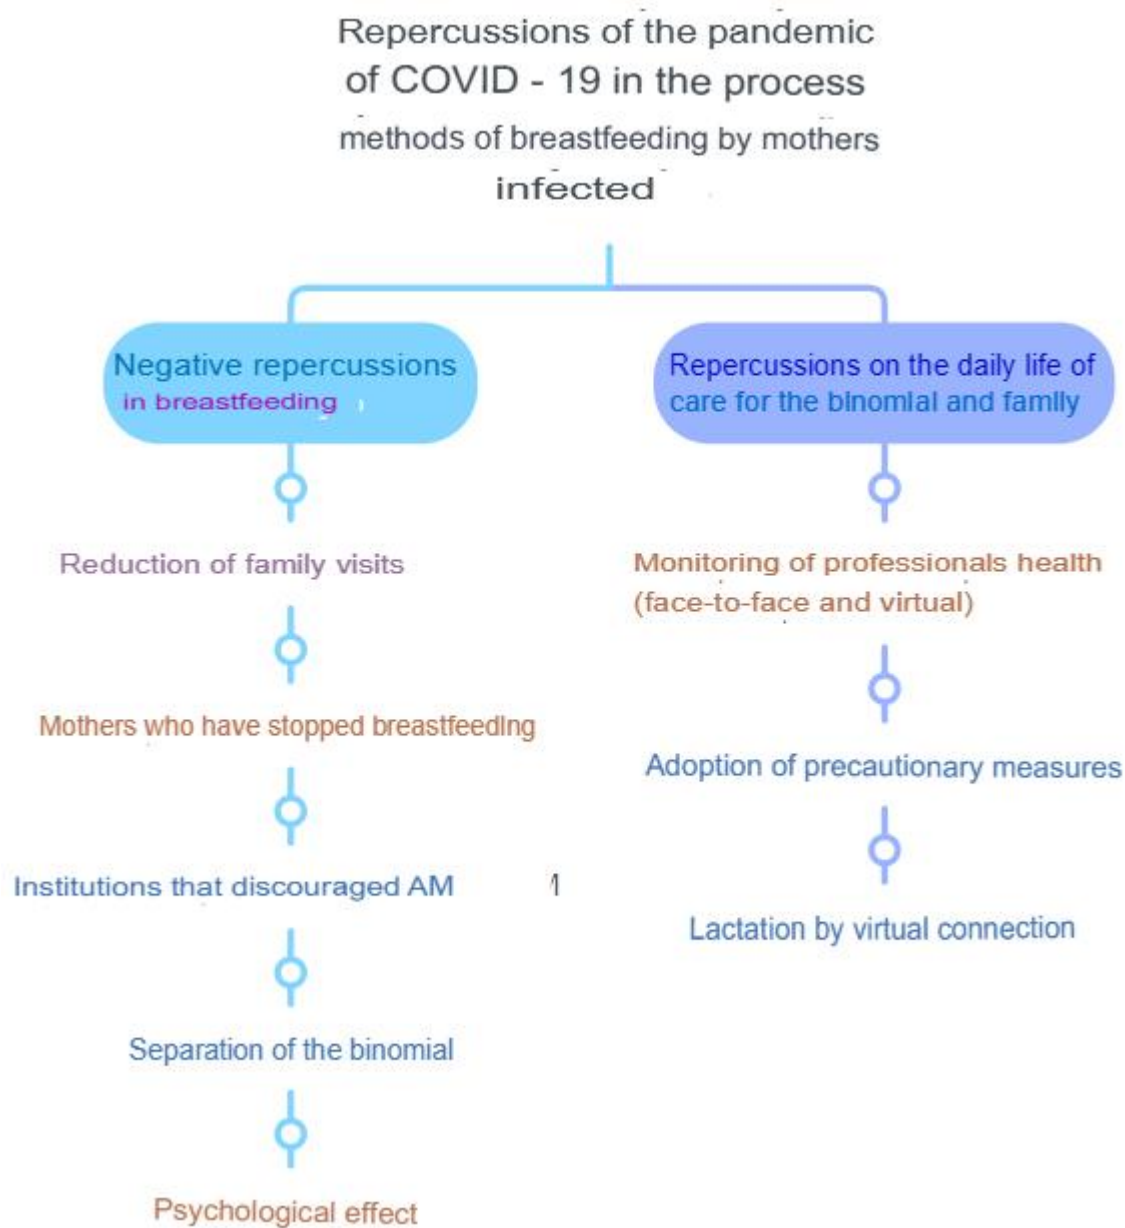 Repercussions of the pandemic
of COVID - 19 in the process
methods of breastfeeding by mothers
infected
Negative repercussions
in breastfeeding
Reduction of family visits
Mothers who have stopped breastfeeding
Institutions that discouraged AM
Separation of the binomial
Psychological effect
Repercussions on the daily life of
care for the binomial and family
Monitoring of professionals health
(face-to-face and virtual)
Adoption of precautionary measures
Lactation by virtual connection